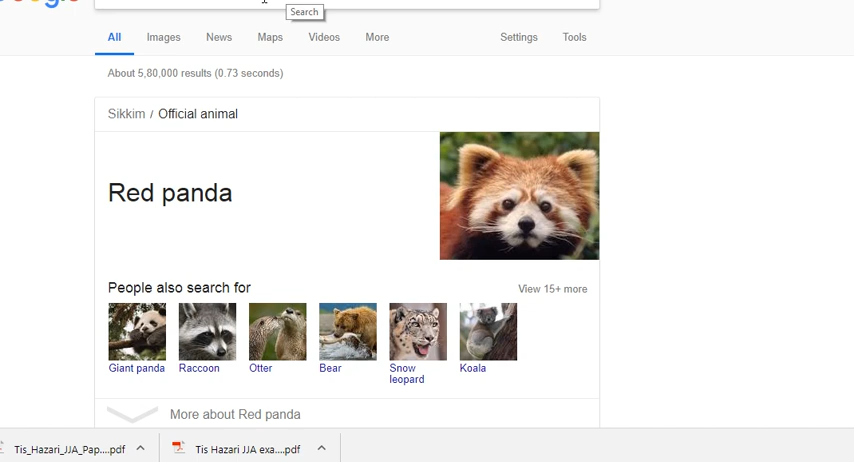 Search
All Images News Maps Videos More Settings Tools
About 5,80,000 results (0.73 seconds)
Sikkim / Official animal
Red panda
People also search for View 15+ more
Giant panda Raccoon Otter Bear Snow leopard Koala
More about Red panda
Tis_Hazari_JJA_Pap....pdf Tis Hazari JJA exa....pdf